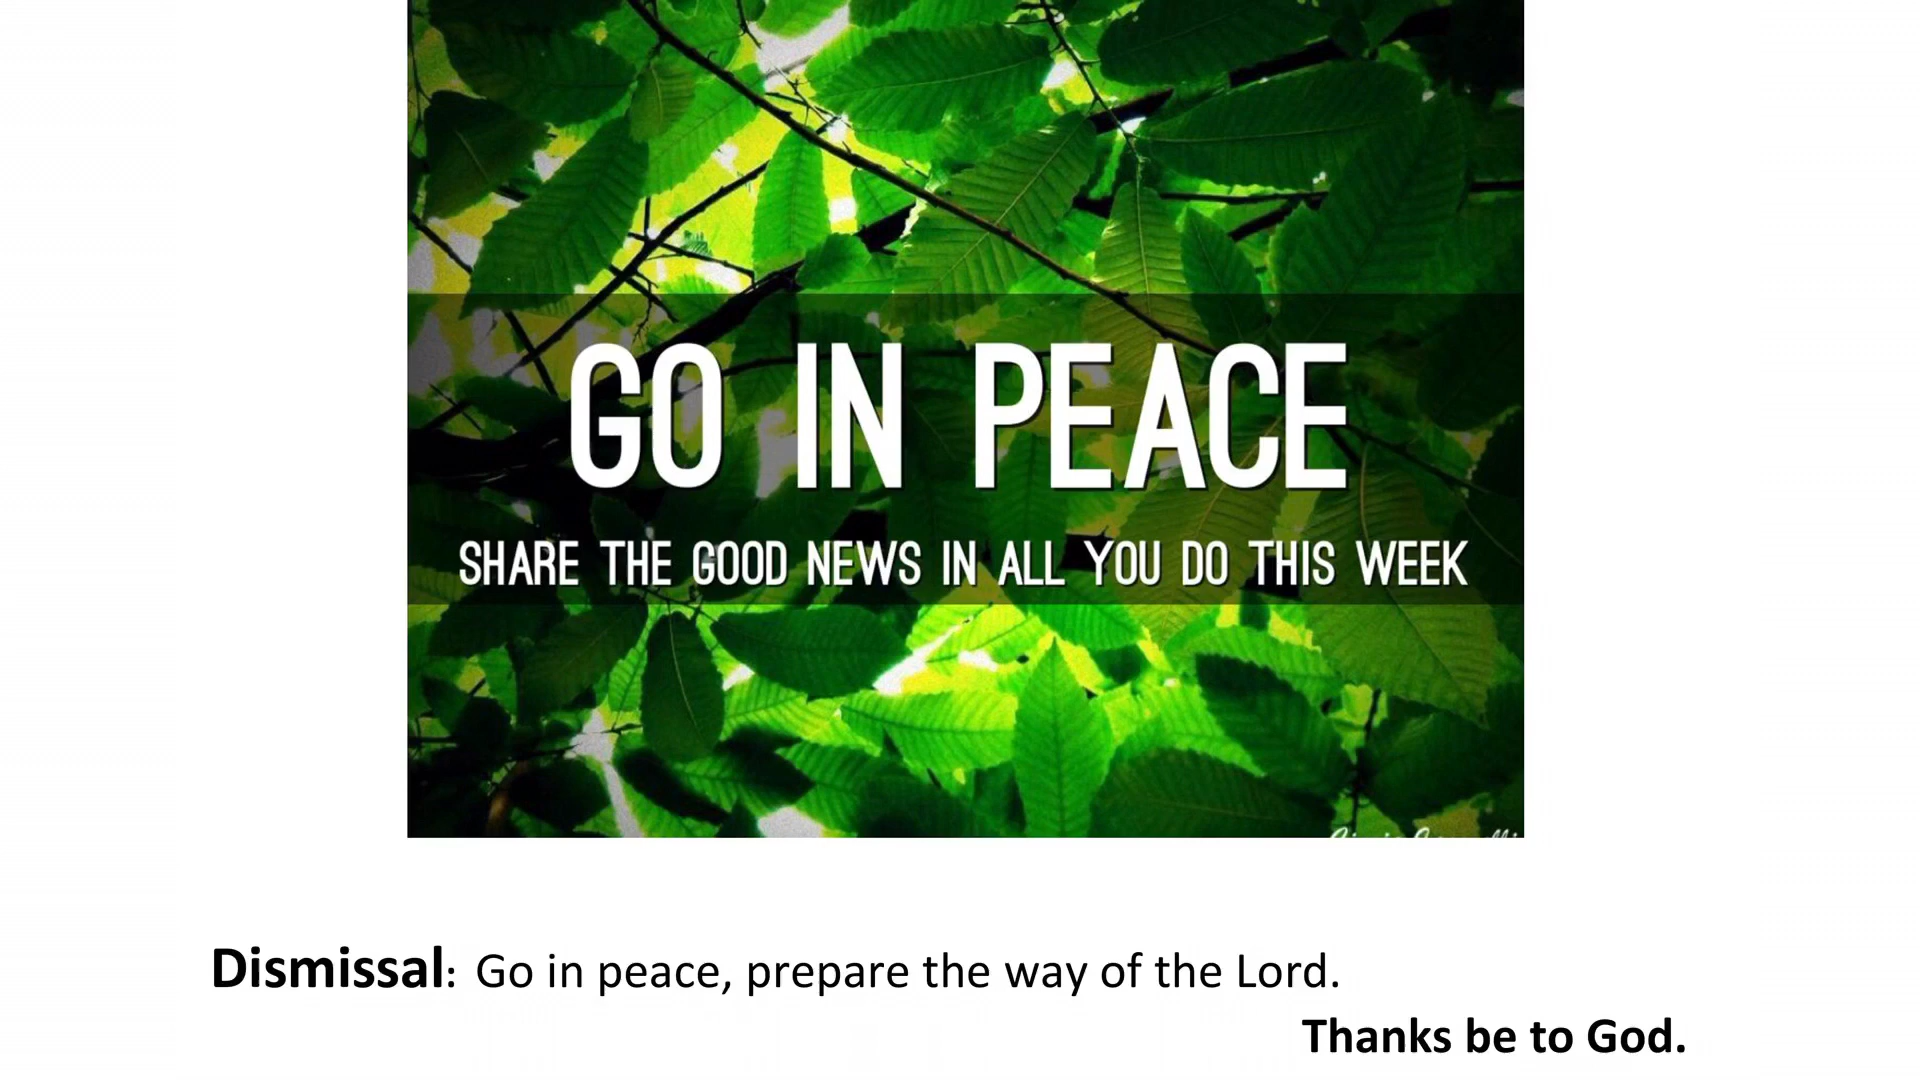 GO IN PEACE
SHARE THE GOOD NEWS IN ALL YOU DO THIS WEEK
Dismissal: Go in peace, prepare the way of the Lord.
Thanks be to God.